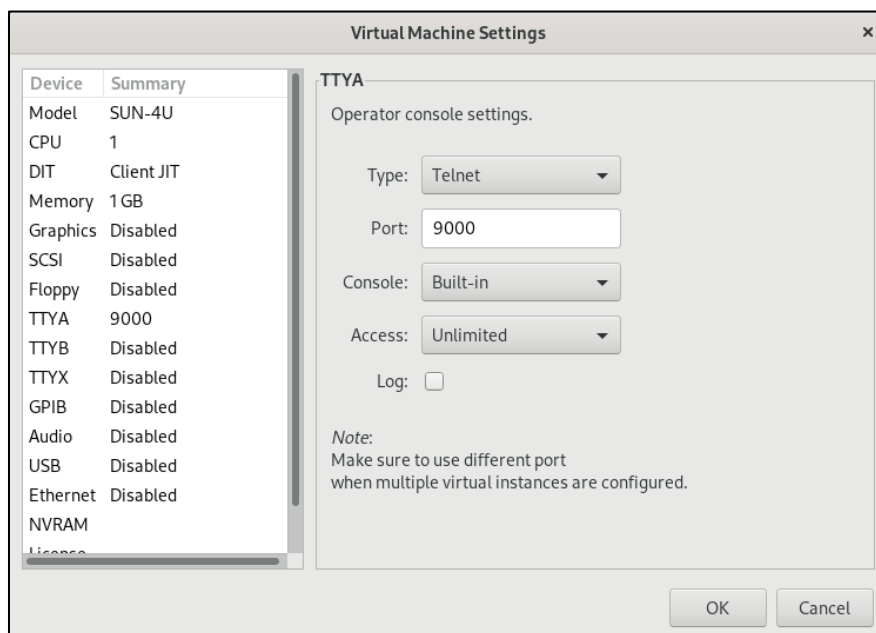 Virtual Machine Settings ×
Device Summary
Model SUN-4U
CPU 1
DIT Client JIT
Memory 1 GB
Graphics Disabled
SCSI Disabled
Floppy Disabled
TTYA 9000
TTYB Disabled
TTYX Disabled
GPIB Disabled
Audio Disabled
USB Disabled
Ethernet Disabled
NVRAM
License
TTYA
Operator console settings.
Type: Telnet
Port: 9000
Console: Built-in
Access: Unlimited
Log:
Note:
Make sure to use different port
when multiple virtual instances are configured.
OK Cancel